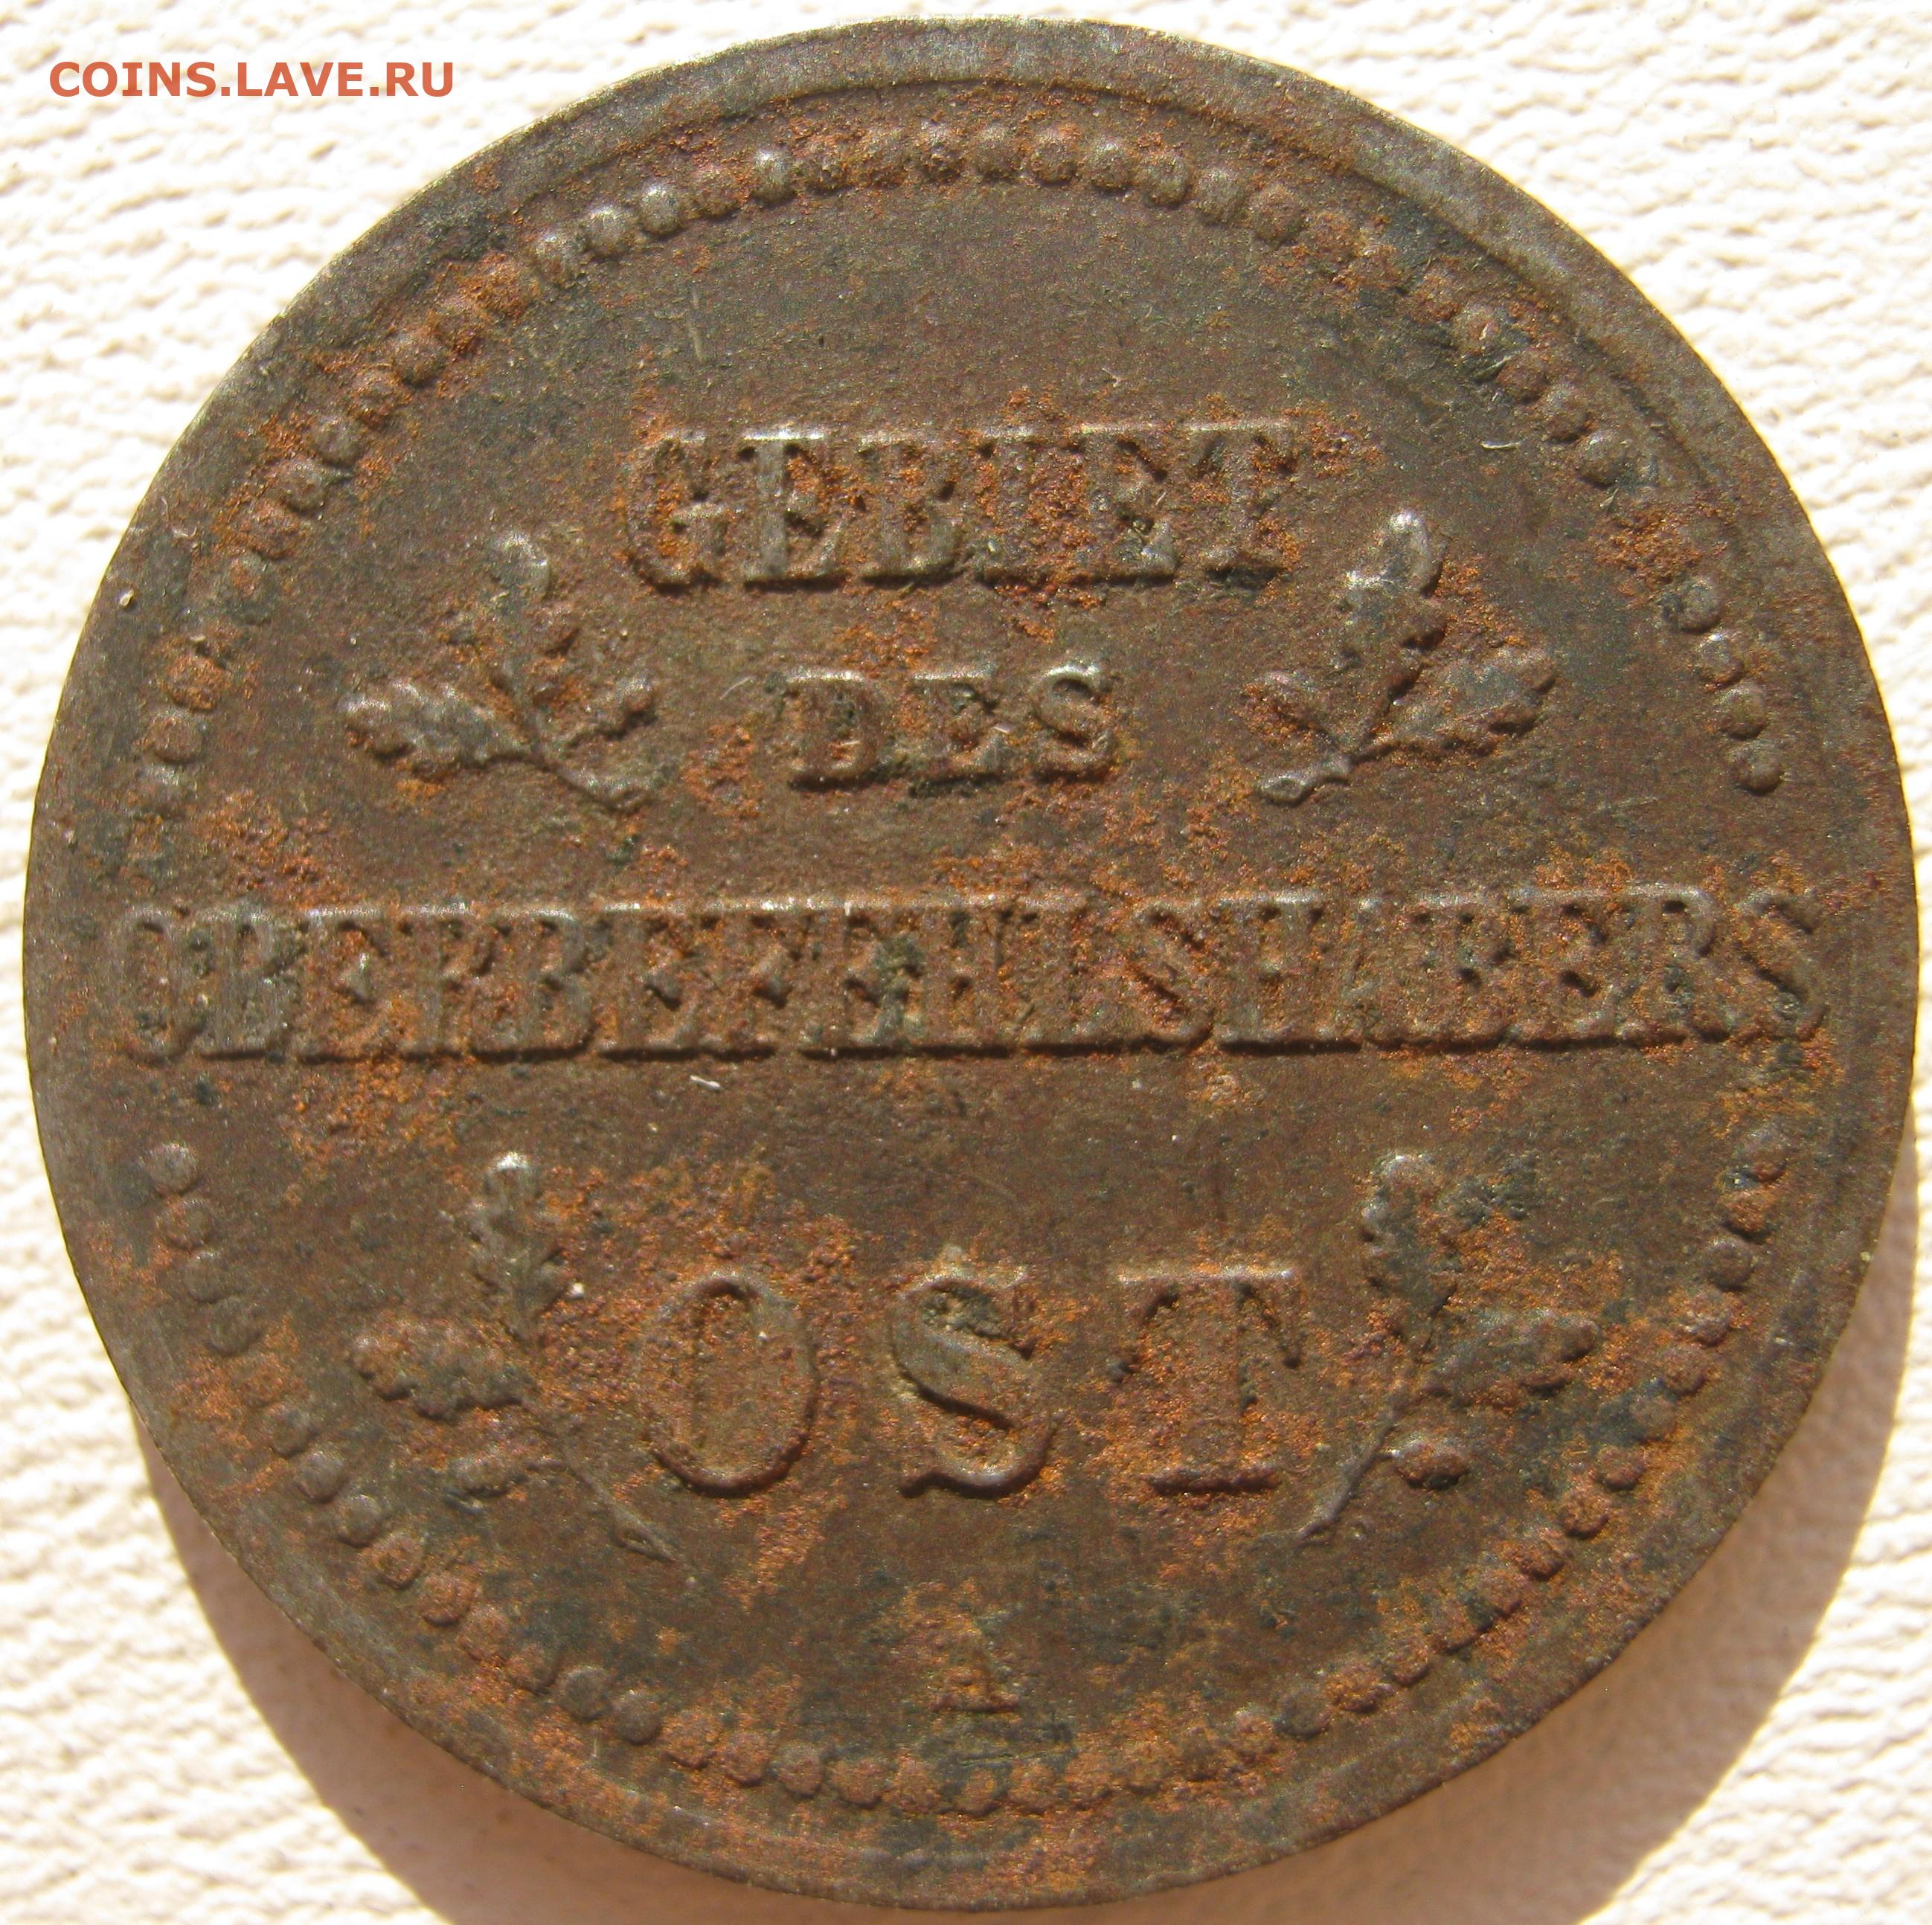 COINS.LAVE.RU
GEBIET
DES
OBERBEFEHLSHABERS
OST
A